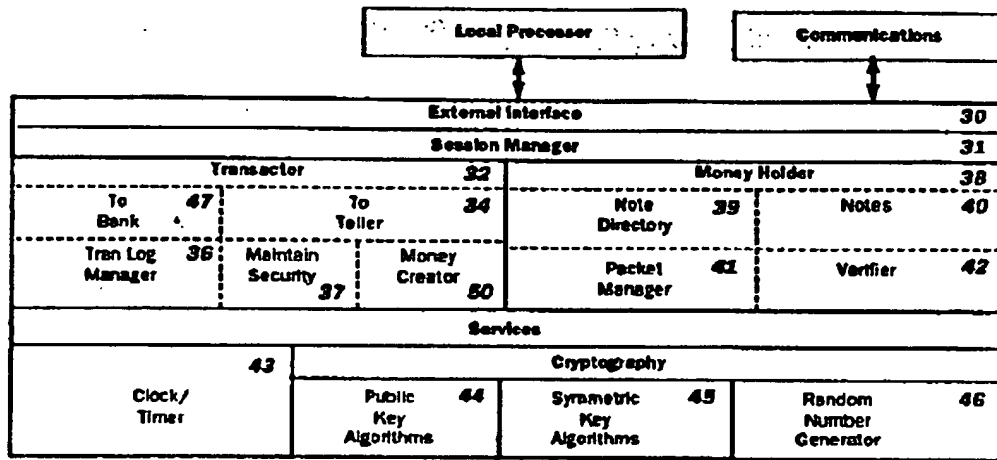 Local Processor
Communications
External Interface 30
Session Manager 31
Transactor 32
Money Holder 38
To Bank 47
To Teller 34
Note Directory 39
Notes 40
Tran Log Manager 36
Maintain Security 37
Money Creator 50
Packet Manager 41
Verifier 42
Services
Clock/ Timer 43
Cryptography
Public Key Algorithms 44
Symmetric Key Algorithms 45
Random Number Generator 46